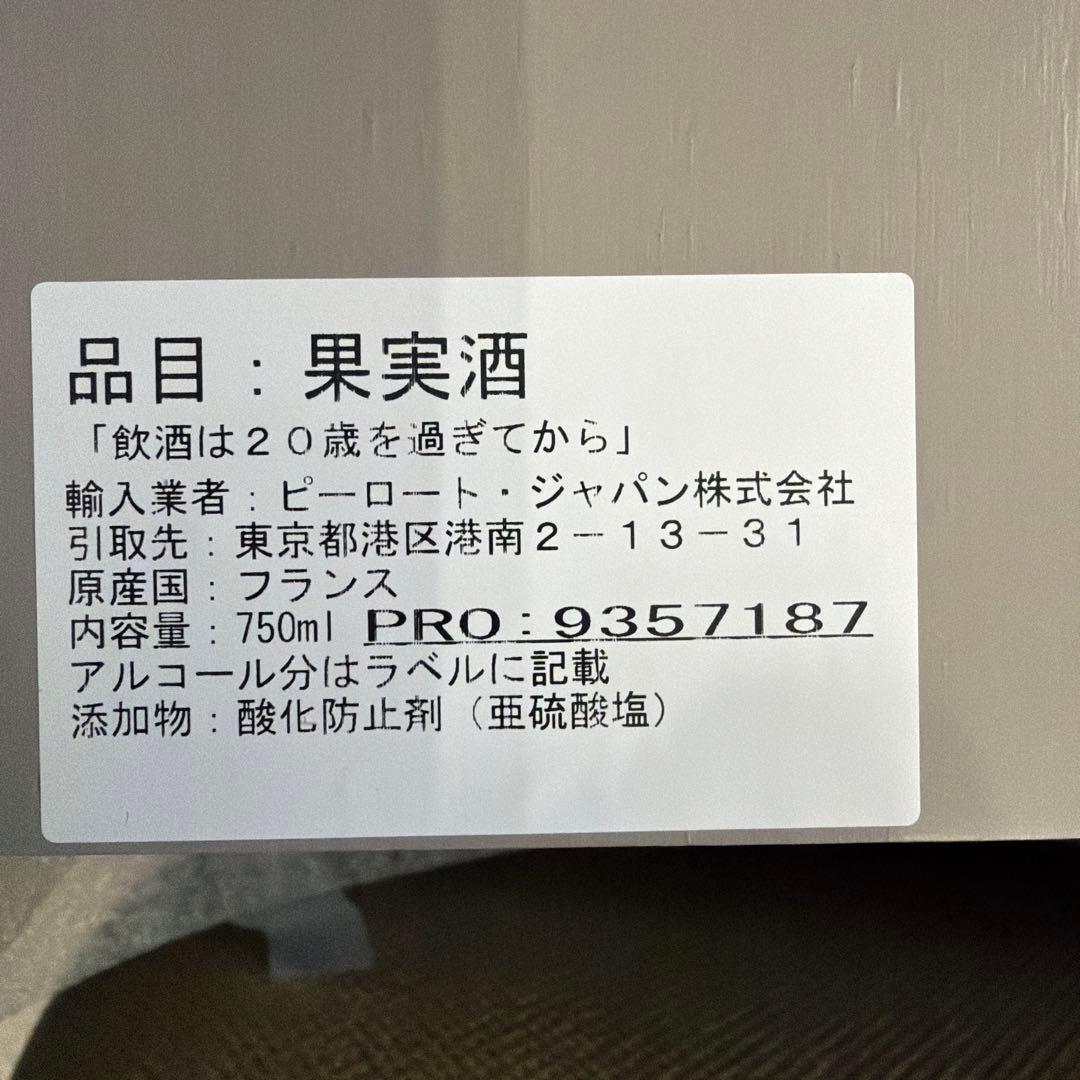 品目：果実酒
「飲酒は２０歳を過ぎてから」
輸入業者：ピーロート・ジャパン株式会社
引取先：東京都港区港南２－１３－３１
原産国：フランス
内容量：750ml PRO：9357187
アルコール分はラベルに記載
添加物：酸化防止剤（亜硫酸塩）